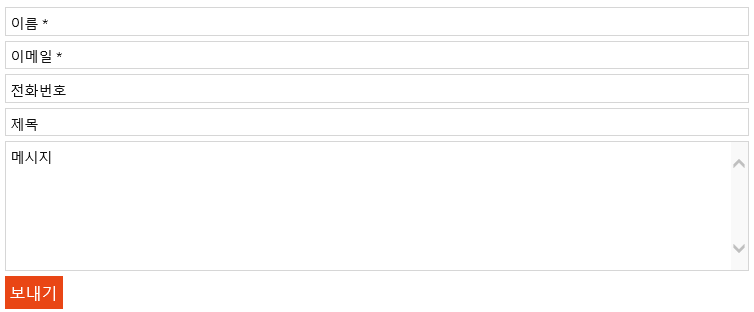 이름 *
이메일 *
전화번호
제목
메시지
보내기